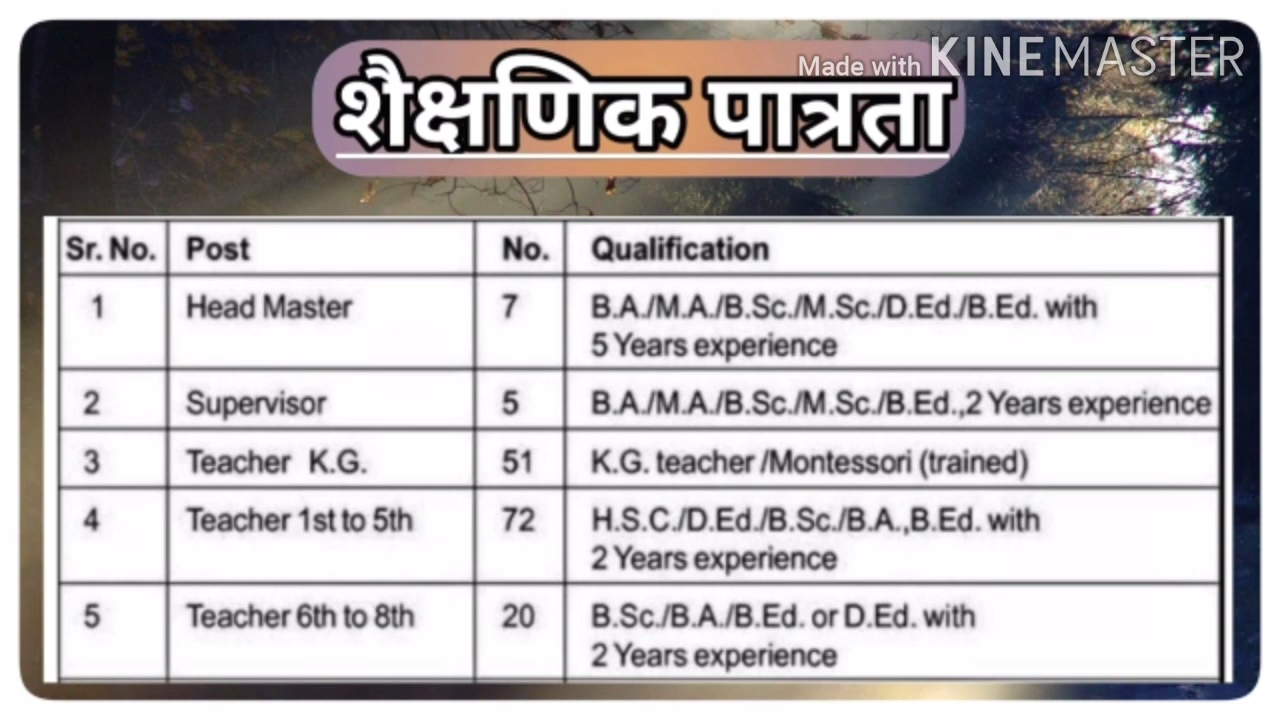 Made with KINEMASTER
शैक्षणिक पात्रता
Sr. No. Post No. Qualification
1 Head Master 7 B.A./M.A./B.Sc./M.Sc./D.Ed./B.Ed. with
5 Years experience
2 Supervisor 5 B.A./M.A./B.Sc./M.Sc./B.Ed.,2 Years experience
3 Teacher K.G. 51 K.G. teacher /Montessori (trained)
4 Teacher 1st to 5th 72 H.S.C./D.Ed./B.Sc./B.A.,B.Ed. with
2 Years experience
5 Teacher 6th to 8th 20 B.Sc./B.A./B.Ed. or D.Ed. with
2 Years experience